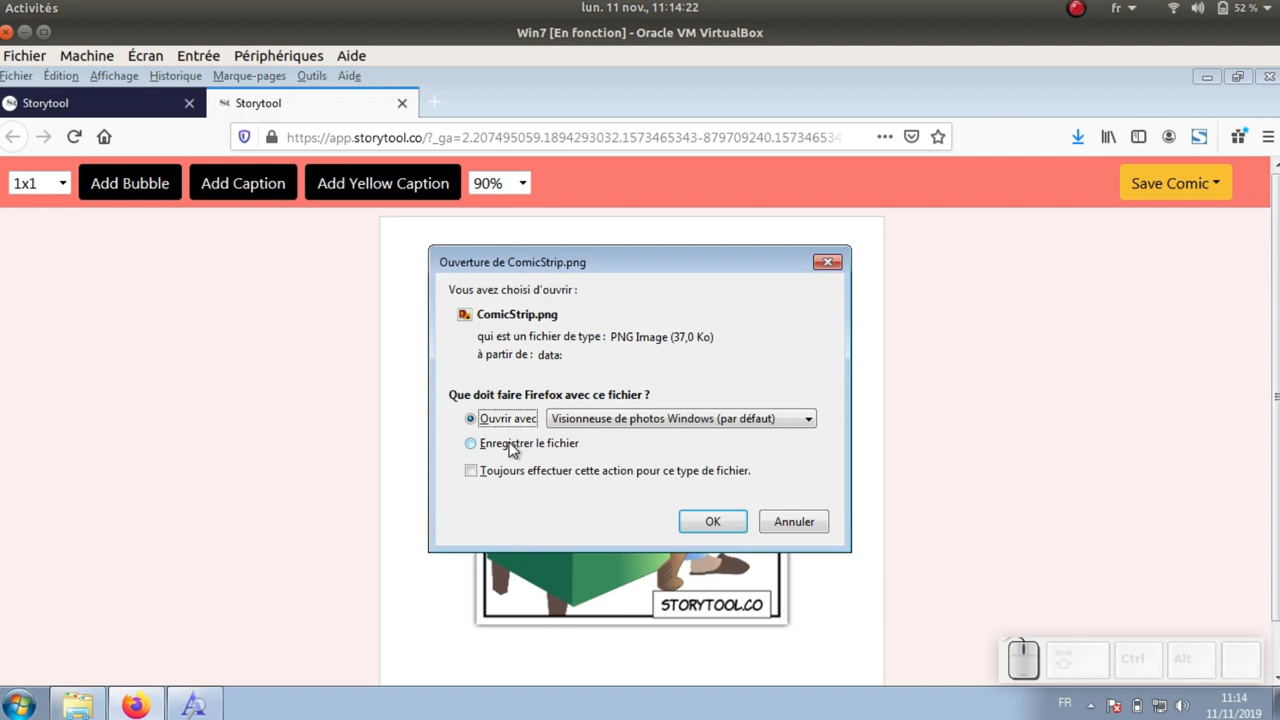 Activités
lun. 11 nov., 11:14:22
fr
52 %
Win7 [En fonction] - Oracle VM VirtualBox
Fichier Machine Écran Entrée Périphériques Aide
Fichier Édition Affichage Historique Marque-pages Outils Aide
Storytool
Storytool
https://app.storytool.co/?_ga=2.207495059.1894293032.1573465343-879709240.15734653
1x1
Add Bubble
Add Caption
Add Yellow Caption
90%
Save Comic
Ouverture de ComicStrip.png
Vous avez choisi d'ouvrir :
ComicStrip.png
qui est un fichier de type : PNG Image (37,0 Ko)
à partir de : data:
Que doit faire Firefox avec ce fichier ?
Ouvrir avec Visionneuse de photos Windows (par défaut)
Enregistrer le fichier
Toujours effectuer cette action pour ce type de fichier.
OK Annuler
STORYTOOL.CO
Shift
Ctrl
Alt
FR
11:14
11/11/2019